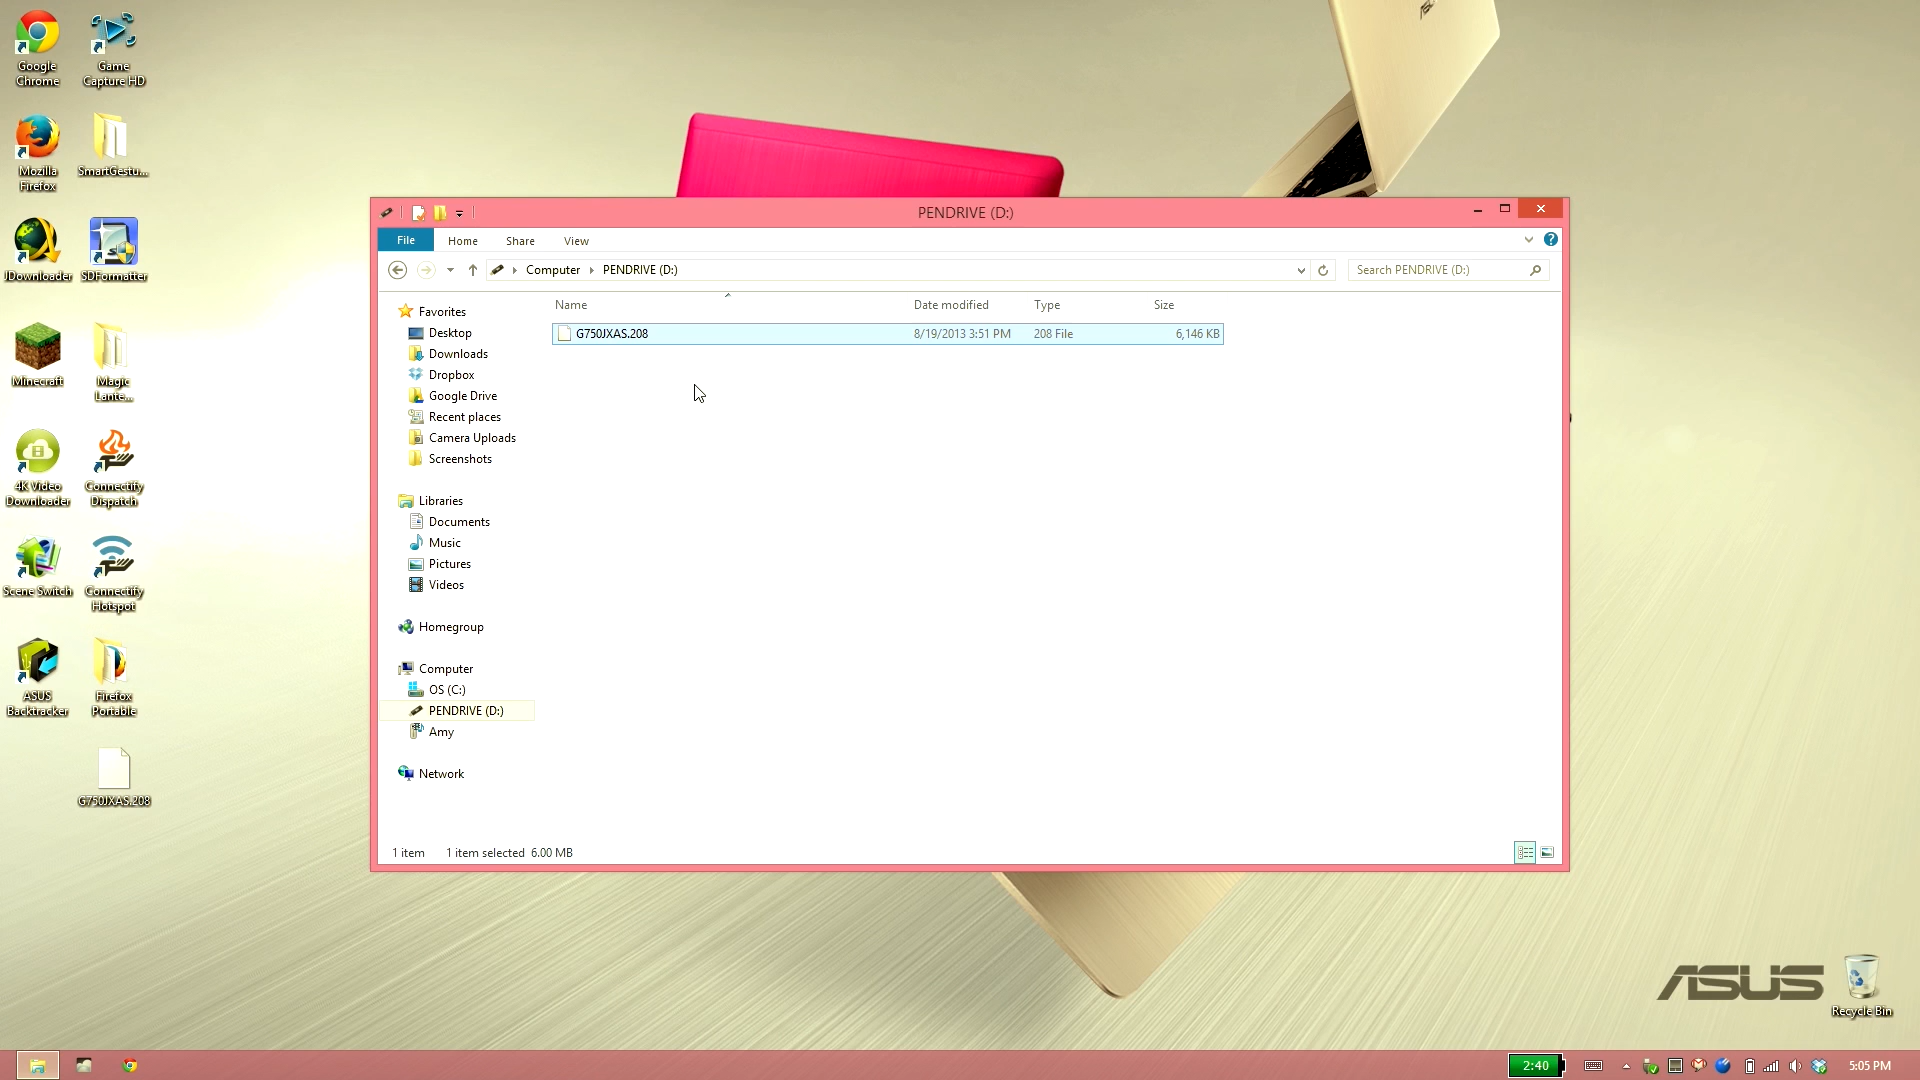 Google
Chrome
Game
Capture HD
Mozilla
Firefox
SmartGestu...
JDownloader
SDFormatter
Minecraft
Magic
Lante...
4K Video
Downloader
Connectify
Dispatch
Scene Switch
Connectify
Hotspot
ASUS
Backtracker
Firefox
Portable
G750JXAS.208
PENDRIVE (D:)
File Home Share View
Computer PENDRIVE (D:)
Search PENDRIVE (D:)
Name Date modified Type Size
G750JXAS.208 8/19/2013 3:51 PM 208 File 6,146 KB
Favorites
Desktop
Downloads
Dropbox
Google Drive
Recent places
Camera Uploads
Screenshots
Libraries
Documents
Music
Pictures
Videos
Homegroup
Computer
OS (C:)
PENDRIVE (D:)
Amy
Network
1 item 1 item selected 6.00 MB
ASUS
Recycle Bin
2:40
5:05 PM